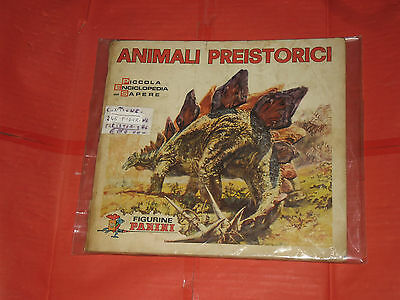 ANIMALI PREISTORICI
PICCOLA
ENCICLOPEDIA
del SAPERE
FIGURINE
PANINI